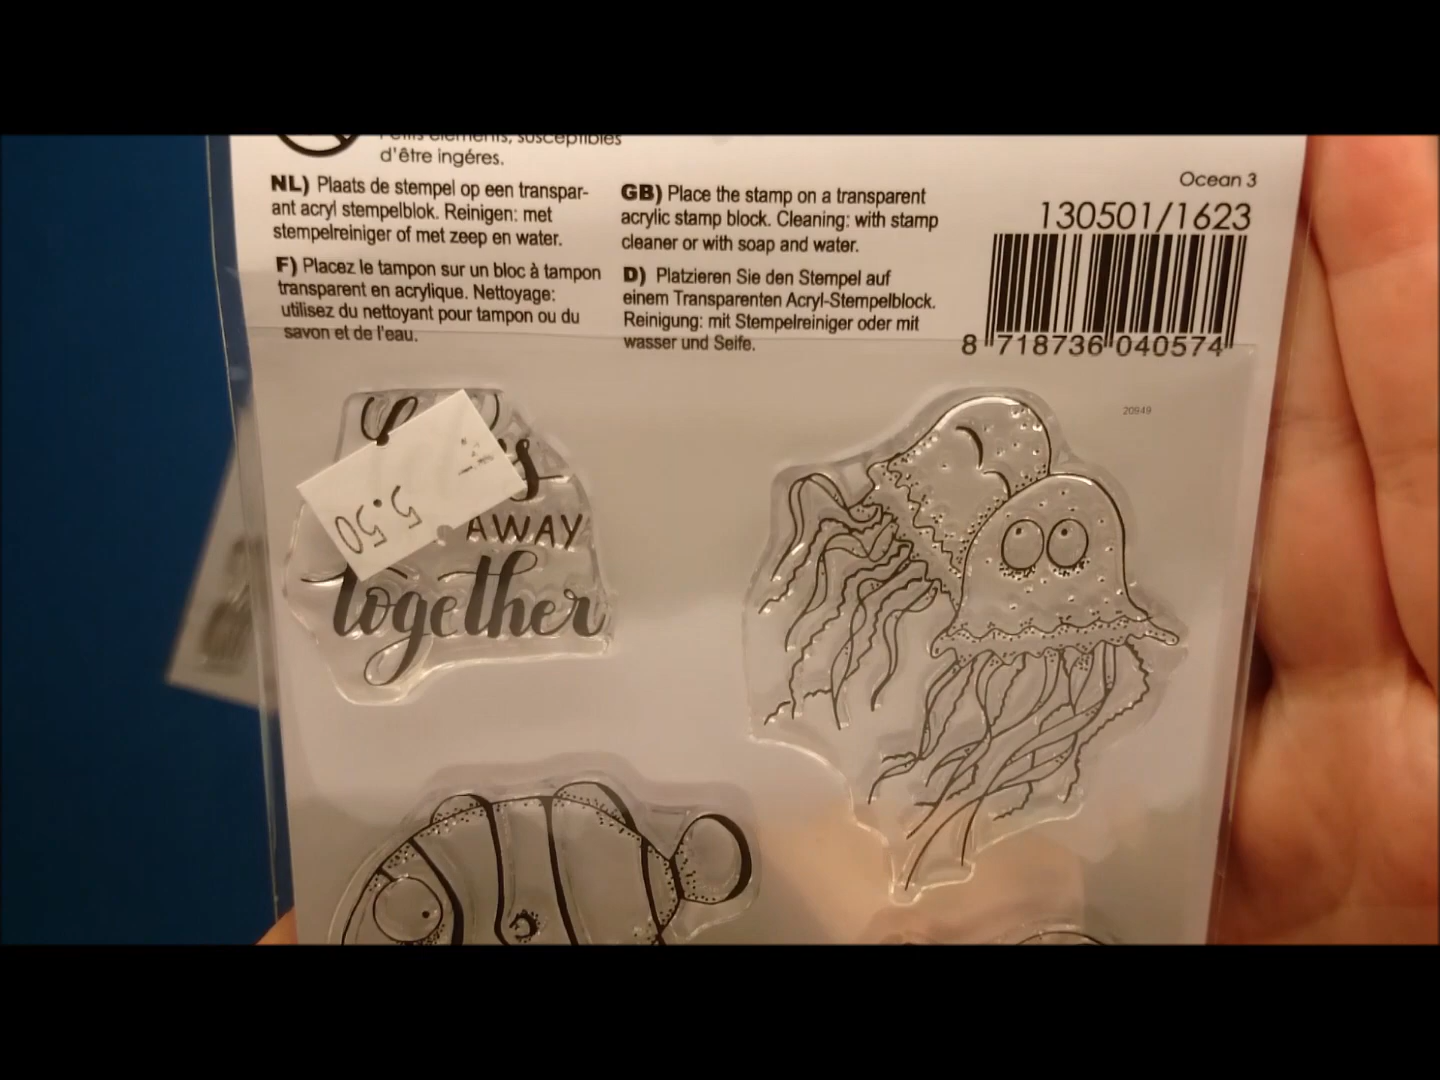 d'être ingéres.
NL) Plaats de stempel op een transpar-
ant acryl stempelblok. Reinigen: met
stempelreiniger of met zeep en water.
F) Placez le tampon sur un bloc à tampon
transparent en acrylique. Nettoyage:
utilisez du nettoyant pour tampon ou du
savon et de l'eau.
GB) Place the stamp on a transparent
acrylic stamp block. Cleaning: with stamp
cleaner or with soap and water.
D) Platzieren Sie den Stempel auf
einem Transparenten Acryl-Stempelblock.
Reinigung: mit Stempelreiniger oder mit
wasser und Seife.
Ocean 3
130501/1623
8 718736 040574
20949
5.50
AWAY
together